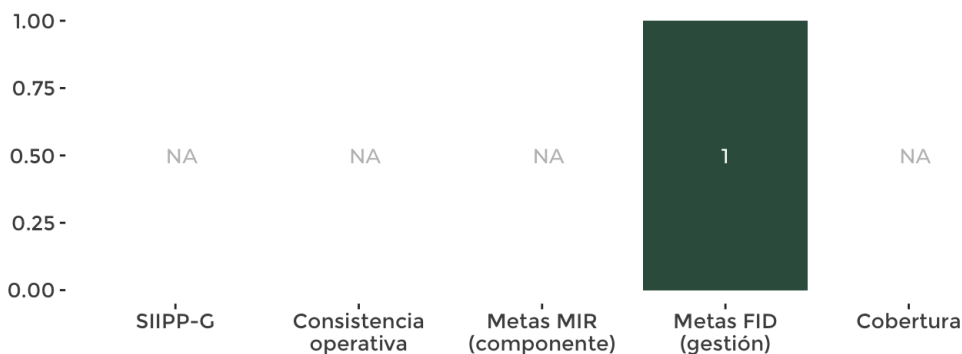 1.00
0.75
0.50
0.25
0.00
NA
NA
NA
1
NA
SIIPP-G
Consistencia
operativa
Metas MIR
(componente)
Metas FID
(gestión)
Cobertura